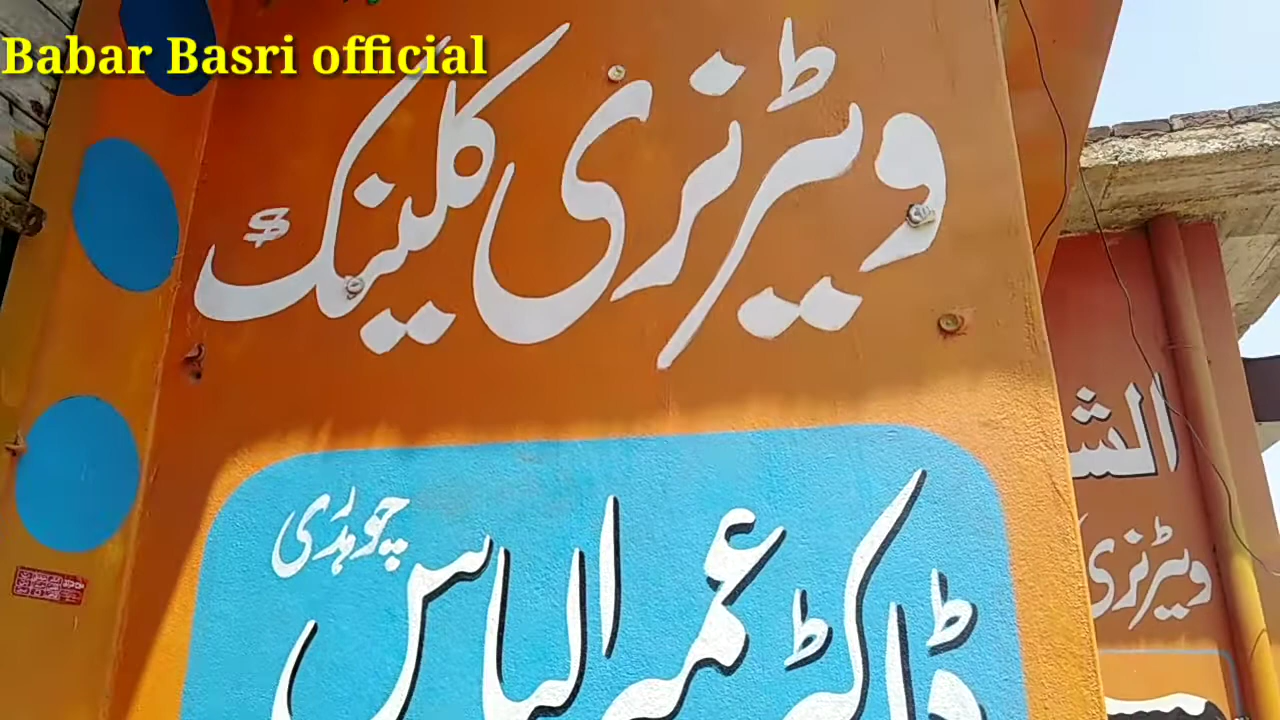 Babar Basri official
ویٹرنری کلینک
ڈاکٹر عمر الیاس
چوہدری
الش
ویٹرنری